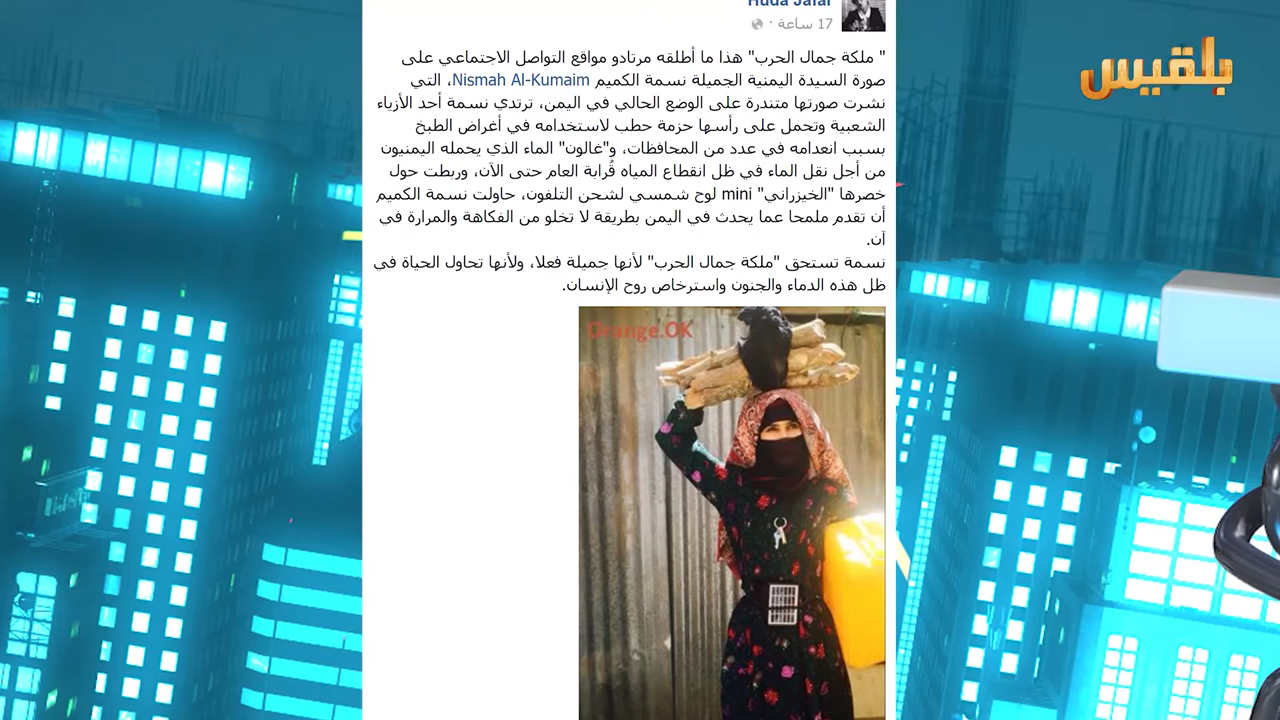 Huda Jafar
17 ساعة ·
بلقيس
" ملكة جمال الحرب" هذا ما أطلقه مرتادو مواقع التواصل الاجتماعي على
صورة السيدة اليمنية الجميلة نسمة الكميم Nismah Al-Kumaim، التي
نشرت صورتها متندرة على الوضع الحالي في اليمن، ترتدي نسمة أحد الأزياء
الشعبية وتحمل على رأسها حزمة حطب لاستخدامه في أغراض الطبخ
بسبب انعدامه في عدد من المحافظات، و"غالون" الماء الذي يحمله اليمنيون
من أجل نقل الماء في ظل انقطاع المياه قُرابة العام حتى الآن، وربطت حول
خصرها "الخيزراني" mini لوح شمسي لشحن التلفون، حاولت نسمة الكميم
أن تقدم ملمحا عما يحدث في اليمن بطريقة لا تخلو من الفكاهة والمرارة في
آن.
نسمة تستحق "ملكة جمال الحرب" لأنها جميلة فعلا، ولأنها تحاول الحياة في
ظل هذه الدماء والجنون واسترخاص روح الإنسان.
Orange.OK